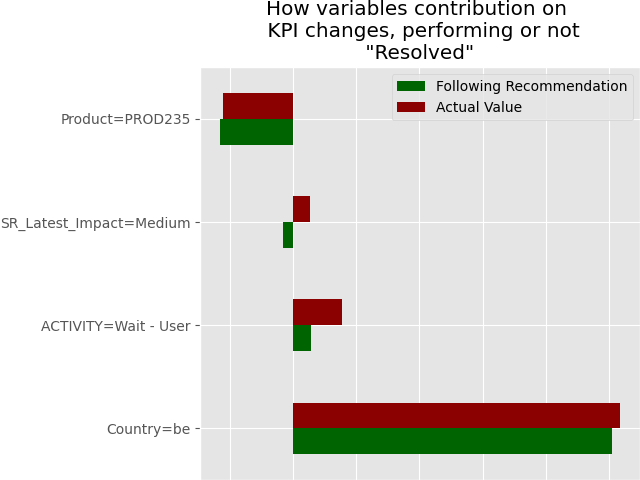 How variables contribution on
KPI changes, performing or not
"Resolved"
Following Recommendation
Actual Value
Product=PROD235
SR_Latest_Impact=Medium
ACTIVITY=Wait - User
Country=be